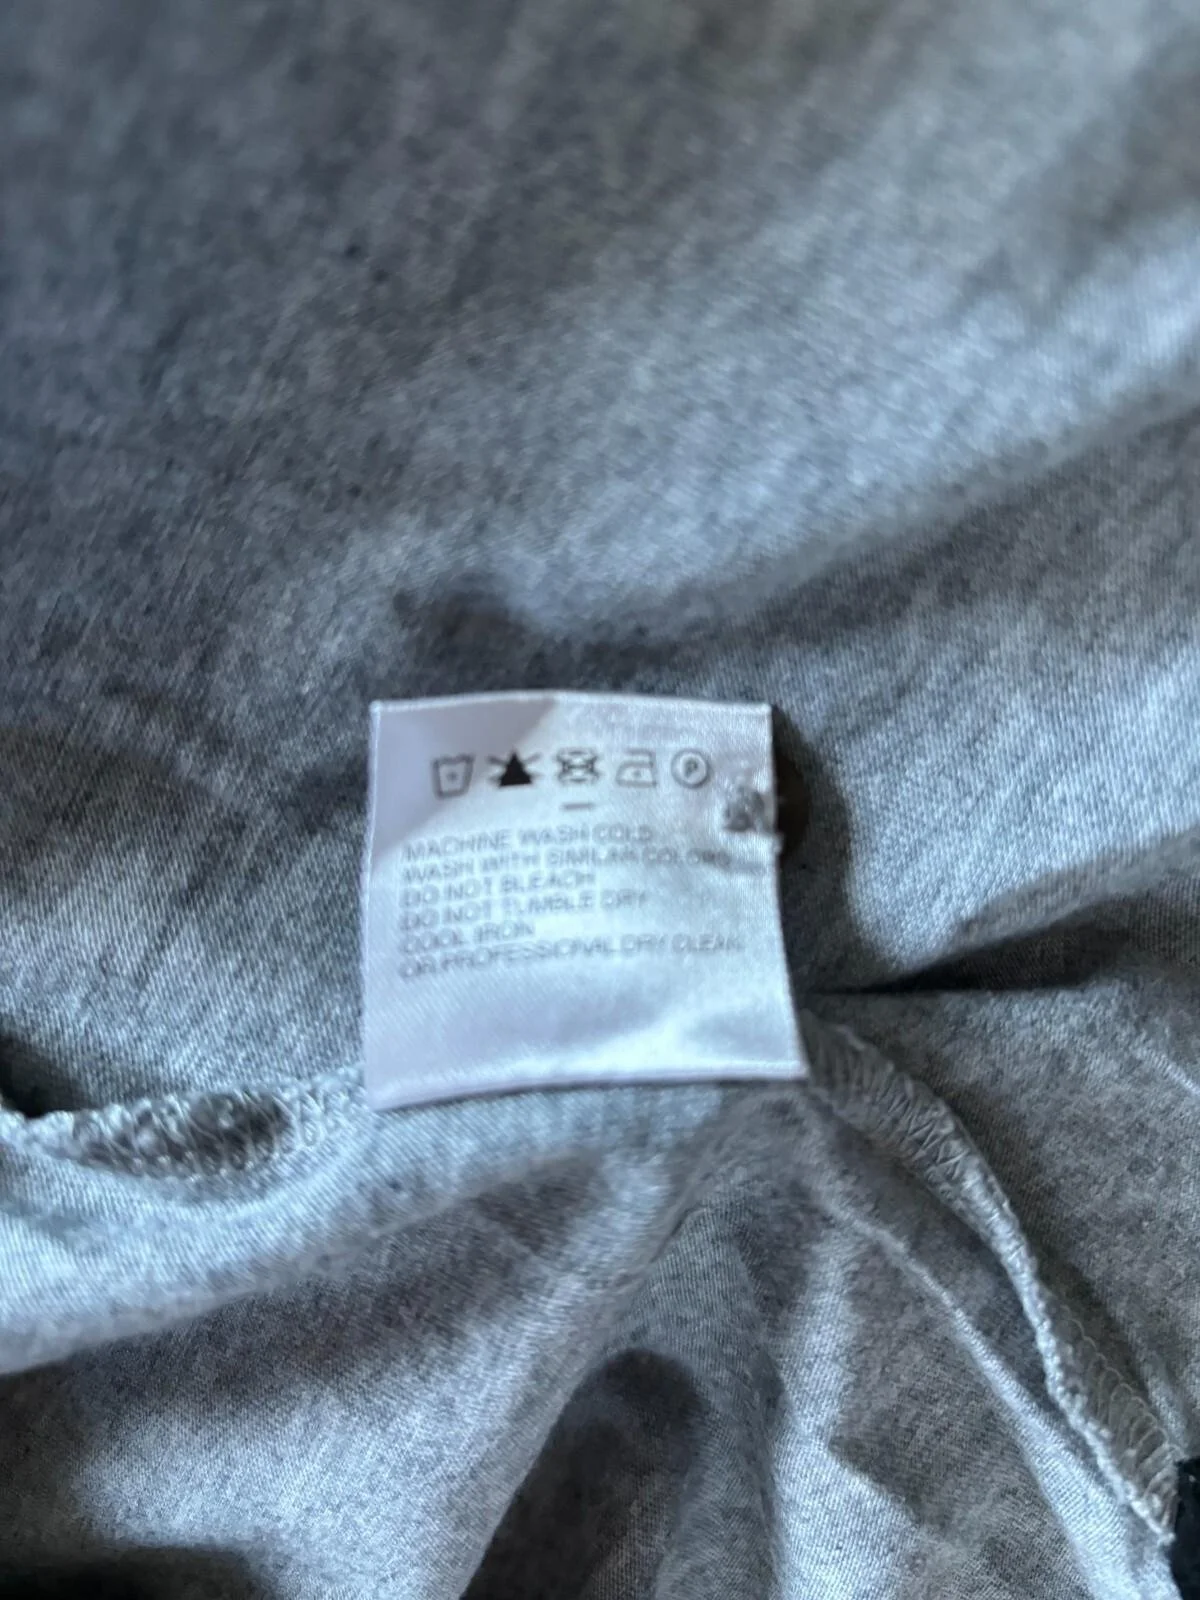 P
MACHINE WASH COLD
WASH WITH SIMILAR COLORS
DO NOT BLEACH
DO NOT TUMBLE DRY
COOL IRON
OR PROFESSIONAL DRY CLEAN